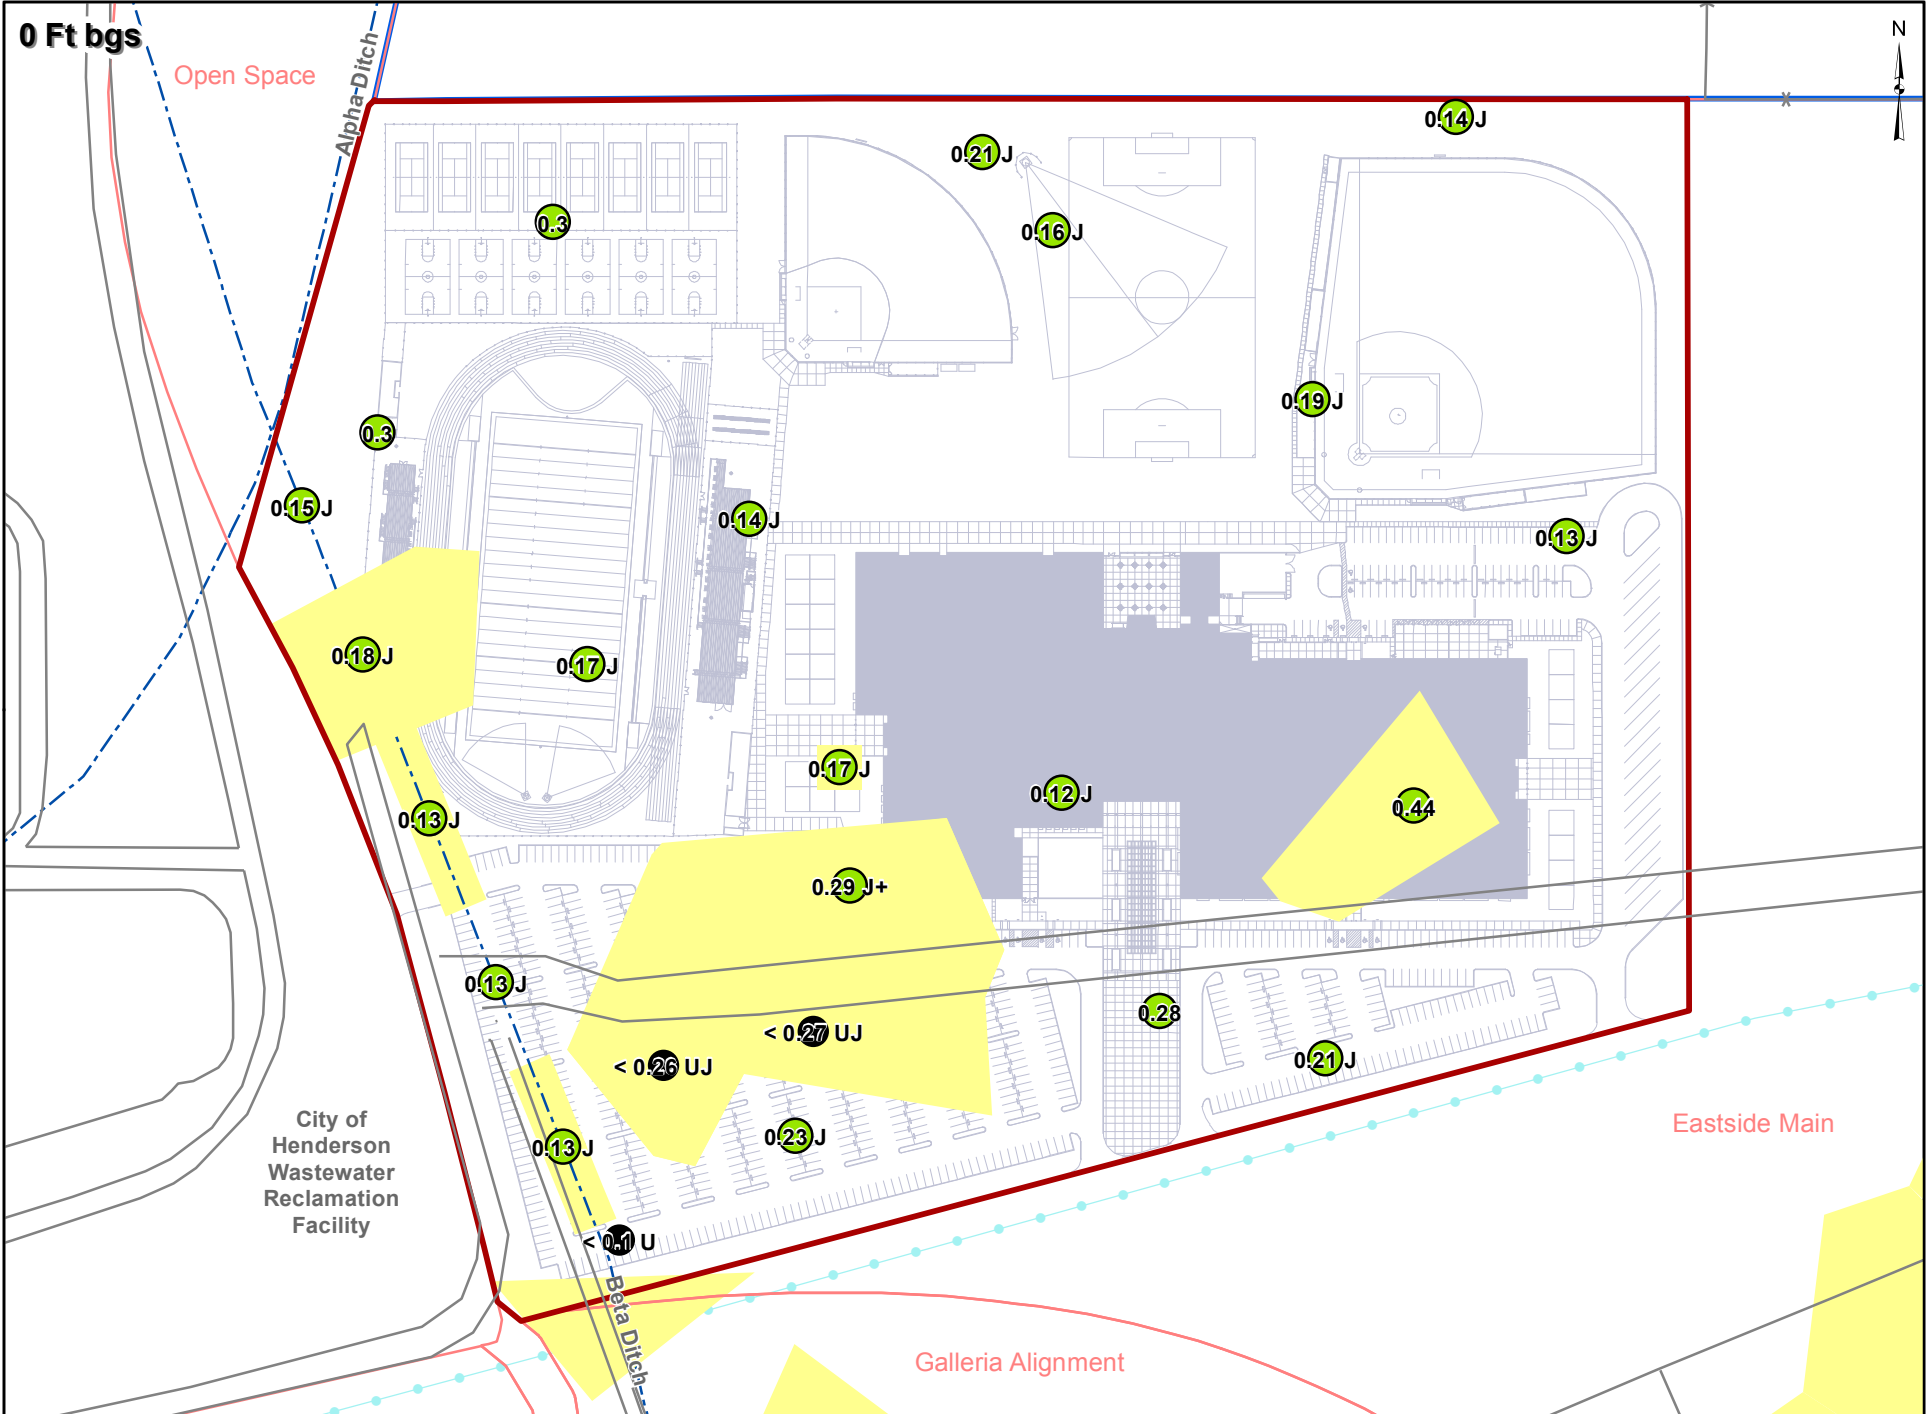 0 Ft bgs
N
Open Space
Alpha Ditch
0.14 J
0.21 J
0.3
0.16 J
0.19 J
0.3
0.15 J
0.14 J
0.13 J
0.18 J
0.17 J
0.17 J
0.12 J
0.44
0.13 J
0.29 J+
0.13 J
0.28
< 0.27 UJ
< 0.26 UJ
0.21 J
0.23 J
0.13 J
< 0.1 U
City of
Henderson
Wastewater
Reclamation
Facility
Eastside Main
Beta Ditch
Galleria Alignment